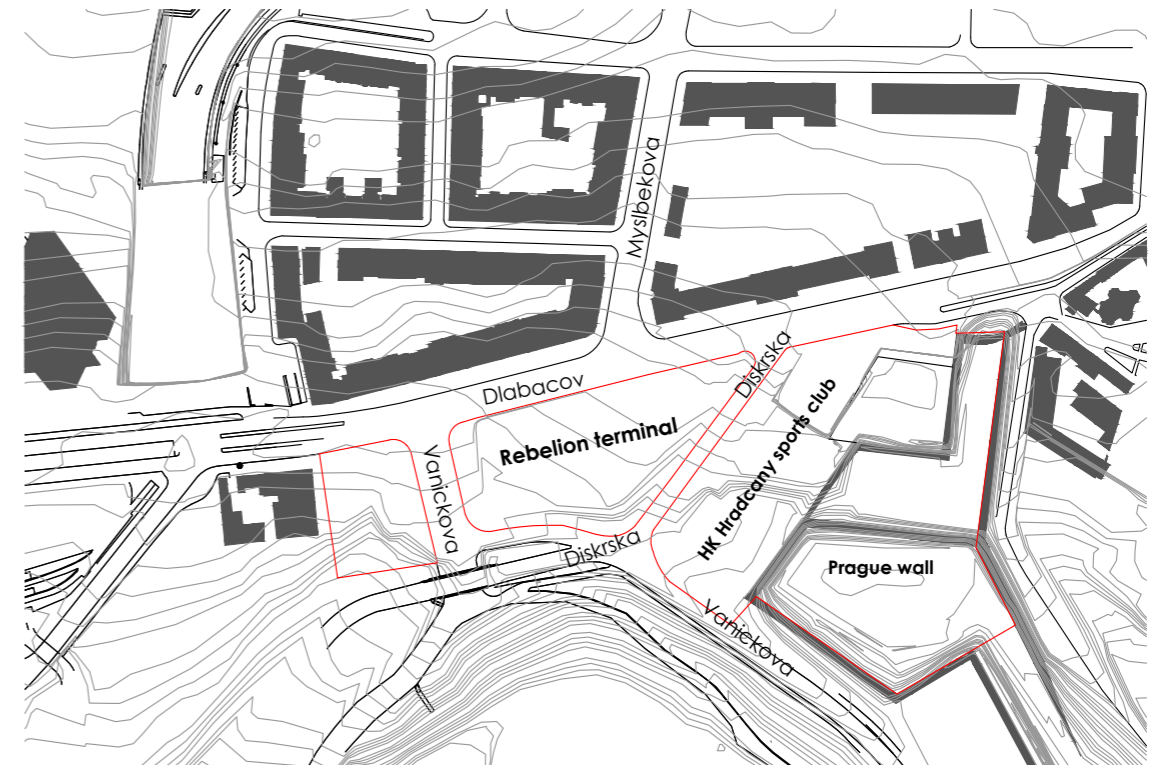 Myslbekova
Diskrska
Dlabacov
Rebelion terminal
HK Hradcany sports club
Vanickova
Diskrska
Prague wall
Vanickova